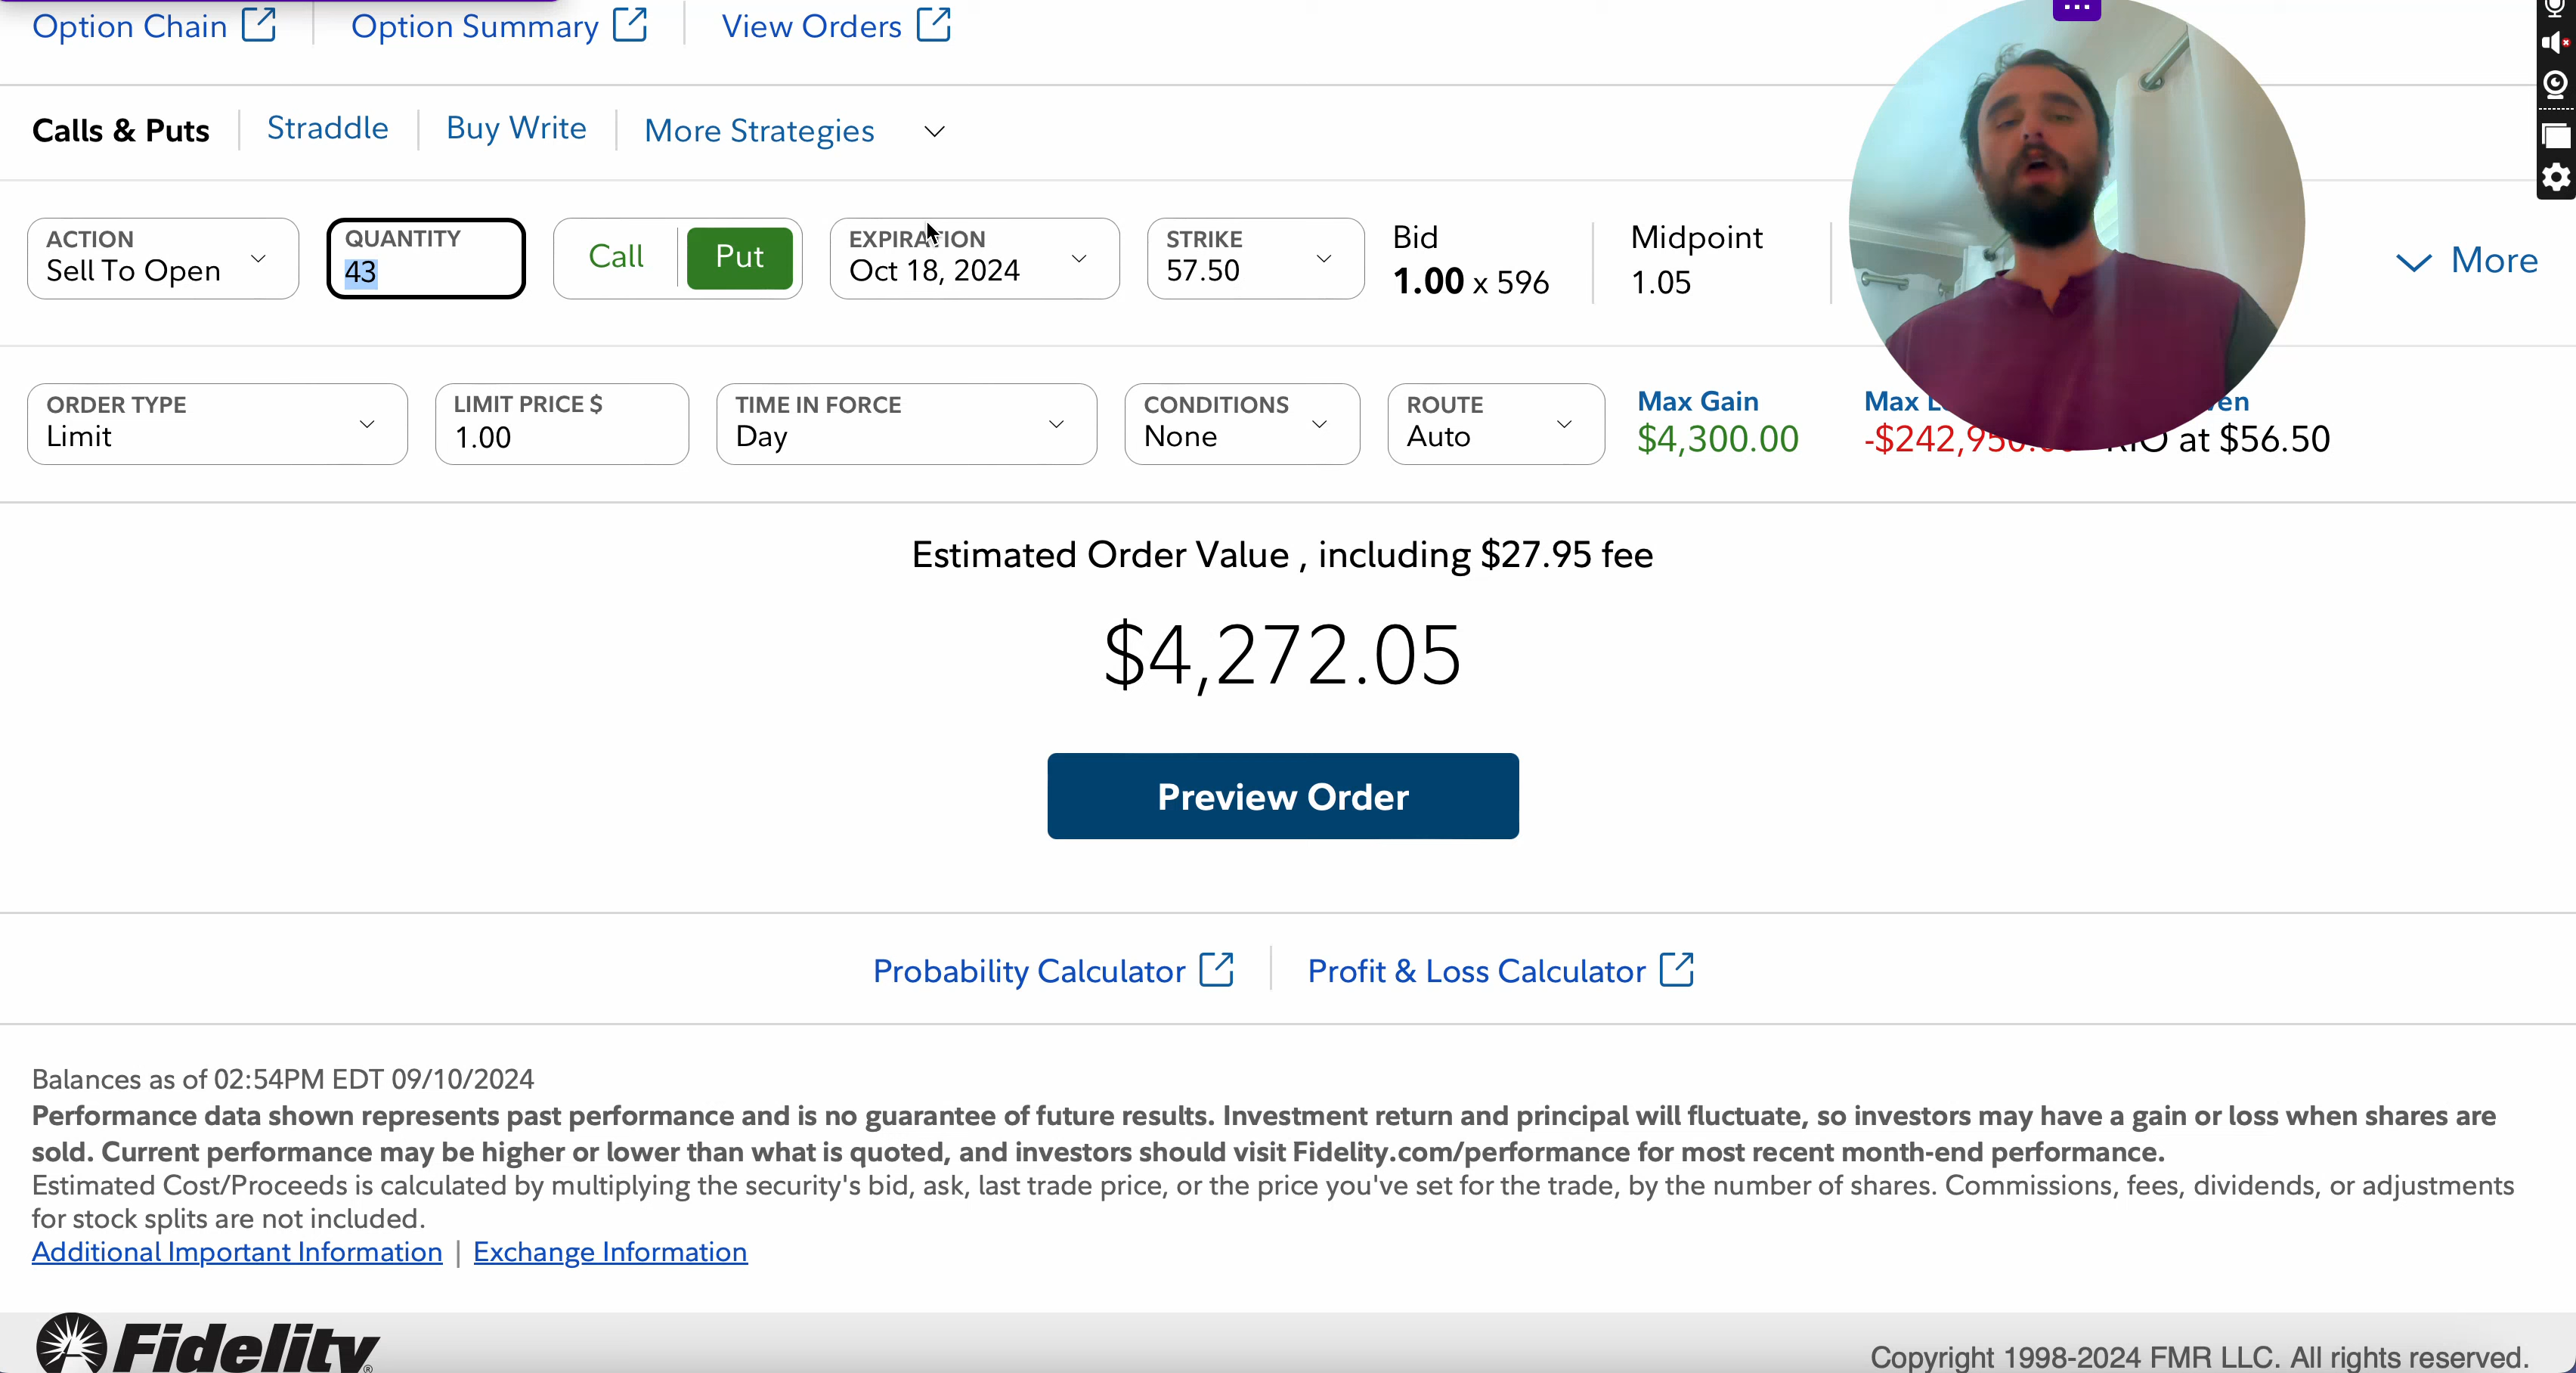 Option Chain | Option Summary | View Orders
Calls & Puts | Straddle | Buy Write | More Strategies
ACTION QUANTITY EXPIRATION STRIKE Bid Midpoint
Sell To Open 43 Call Put Oct 18, 2024 57.50 1.00 x 596 1.05 More
ORDER TYPE LIMIT PRICE $ TIME IN FORCE CONDITIONS ROUTE Max Gain Max
Limit 1.00 Day None Auto $4,300.00 at $56.50
Estimated Order Value , including $27.95 fee
$4,272.05
Preview Order
Probability Calculator | Profit & Loss Calculator
Balances as of 02:54PM EDT 09/10/2024
Performance data shown represents past performance and is no guarantee of future results. Investment return and principal will fluctuate, so investors may have a gain or loss when shares are
sold. Current performance may be higher or lower than what is quoted, and investors should visit Fidelity.com/performance for most recent month-end performance.
Estimated Cost/Proceeds is calculated by multiplying the security's bid, ask, last trade price, or the price you've set for the trade, by the number of shares. Commissions, fees, dividends, or adjustments
for stock splits are not included.
Additional Important Information | Exchange Information
Fidelity®
Copyright 1998-2024 FMR LLC. All rights reserved.